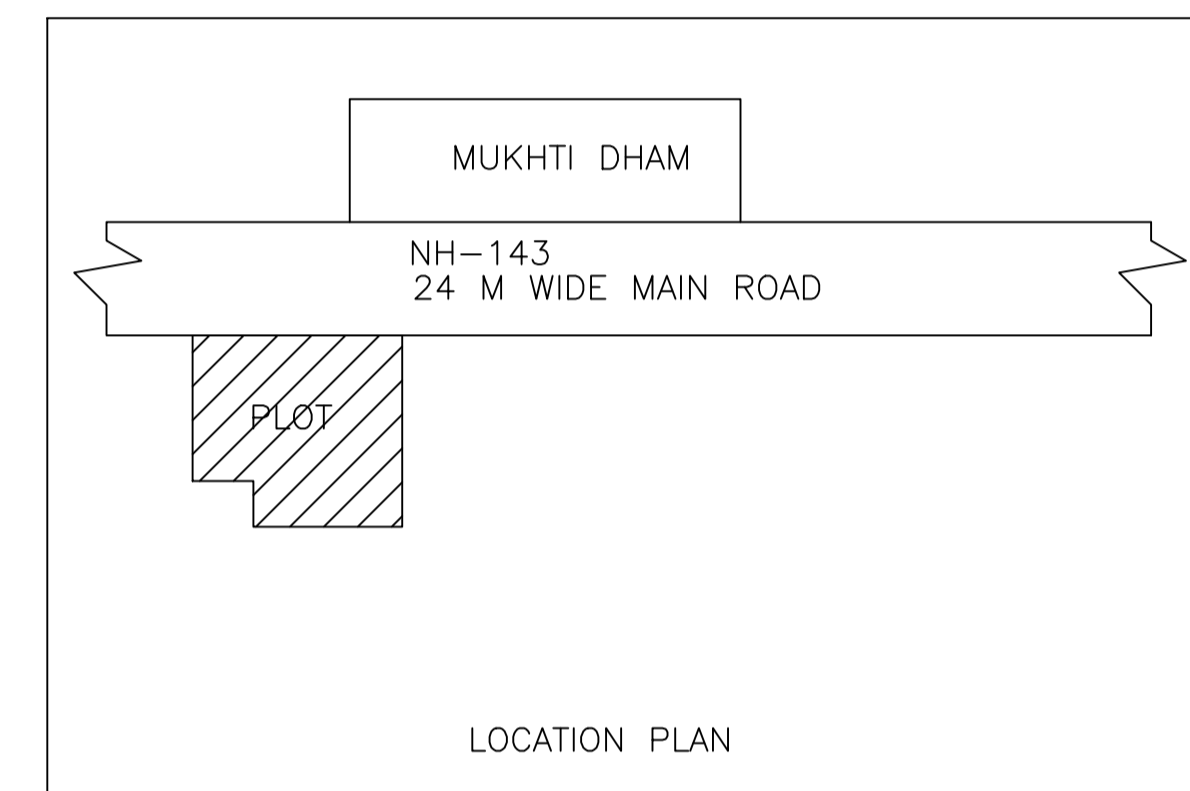 MUKHTI DHAM
NH-143
24 M WIDE MAIN ROAD
PLOT
LOCATION PLAN